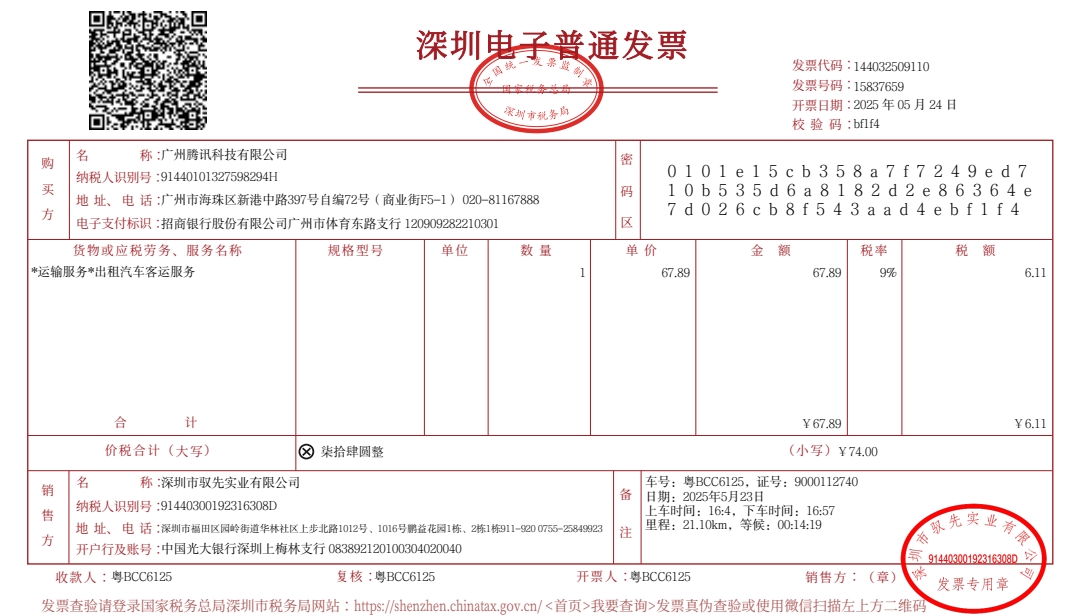 深圳电子普通发票
全国统一发票监制章
国家税务总局
深圳市税务局
发票代码：144032509110
发票号码：15837659
开票日期：2025 年 05 月 24 日
校 验 码：bf1f4
购买方
名 称：广州腾讯科技有限公司
纳税人识别号：91440101327598294H
地 址、电 话：广州市海珠区新港中路397号自编72号（商业街F5-1）020-81167888
电子支付标识：招商银行股份有限公司广州市体育东路支行 120909282210301
密码区
0101e15cb358a7f7249ed7
10b535d6a8182d2e86364e
7d026cb8f543aad4ebf1f4
货物或应税劳务、服务名称 规格型号 单位 数 量 单 价 金 额 税率 税 额
*运输服务*出租汽车客运服务 1 67.89 67.89 9% 6.11
合 计 ￥67.89 ￥6.11
价税合计（大写） ⊗ 柒拾肆圆整 （小写）￥74.00
销售方
名 称：深圳市驭先实业有限公司
纳税人识别号：91440300192316308D
地 址、电 话：深圳市福田区园岭街道华林社区上步北路1012号、1016号鹏益花园1栋、2栋1栋911-920 0755-25849923
开户行及账号：中国光大银行深圳上梅林支行 083892120100304020040
备注
车号：粤BCC6125，证号：9000112740
日期：2025年5月23日
上车时间：16:4，下车时间：16:57
里程：21.10km，等候：00:14:19
深圳市驭先实业有限公司
91440300192316308D
发票专用章
收款人：粤BCC6125 复核：粤BCC6125 开票人：粤BCC6125 销售方：（章）
发票查验请登录国家税务总局深圳市税务局网站：https://shenzhen.chinatax.gov.cn/<首页>我要查询>发票真伪查验或使用微信扫描左上方二维码